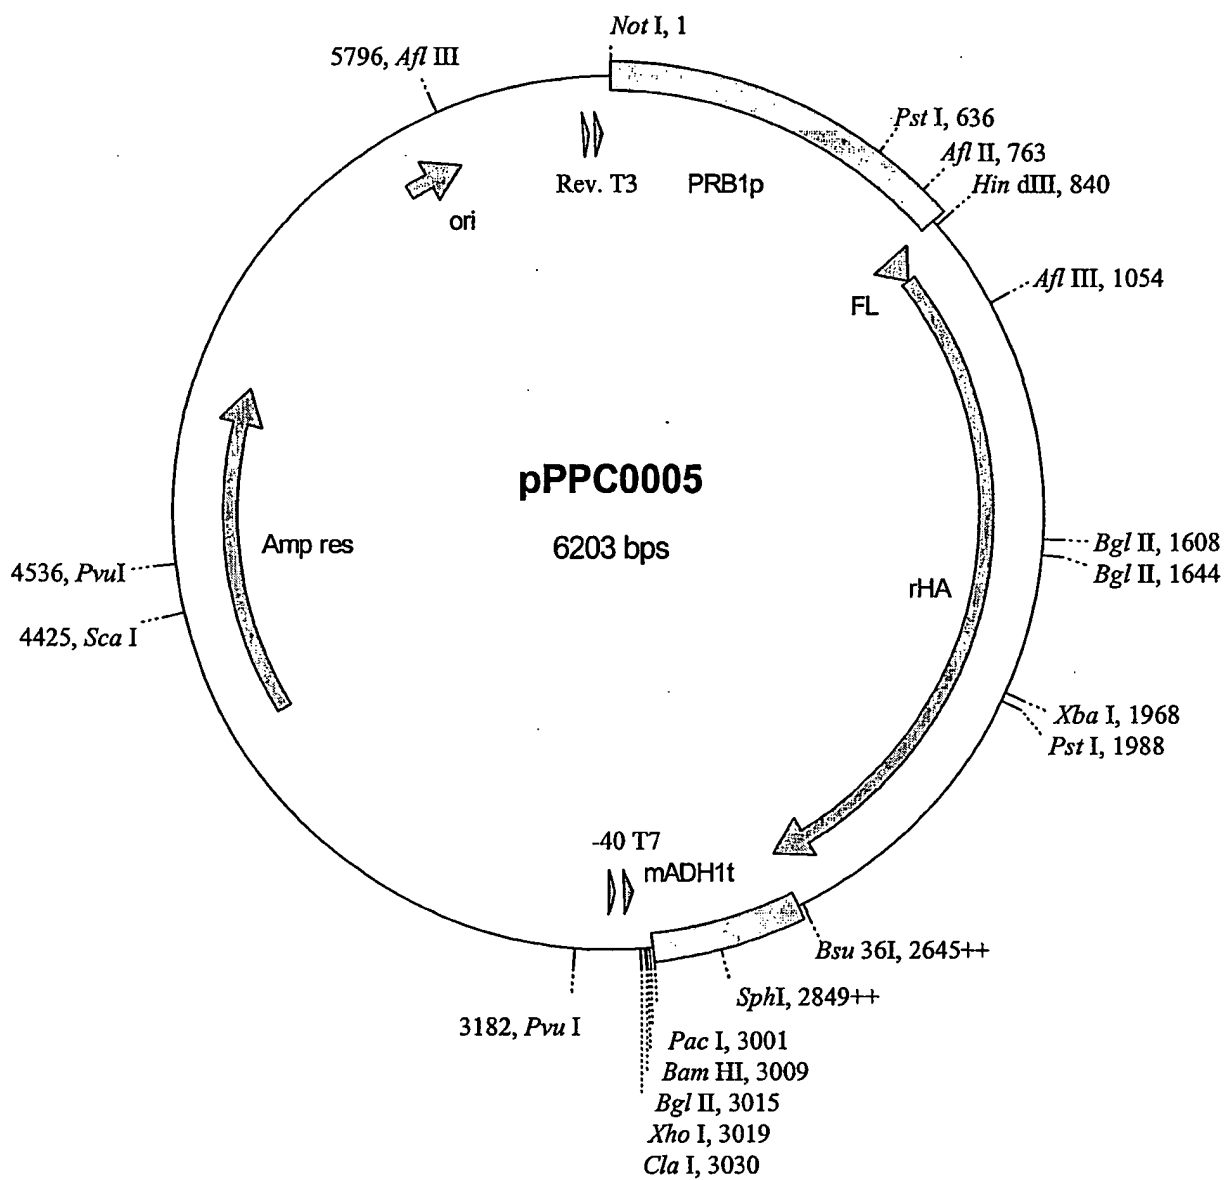 Not I, 1
5796, Afl III
Pst I, 636
Afl II, 763
Hin dIII, 840
Rev. T3
PRB1p
ori
Afl III, 1054
FL
pPPC0005
6203 bps
Amp res
4536, PvuI
4425, Sca I
Bgl II, 1608
Bgl II, 1644
rHA
Xba I, 1968
Pst I, 1988
-40 T7
mADH1t
Bsu 36I, 2645++
SphI, 2849++
3182, Pvu I
Pac I, 3001
Bam HI, 3009
Bgl II, 3015
Xho I, 3019
Cla I, 3030